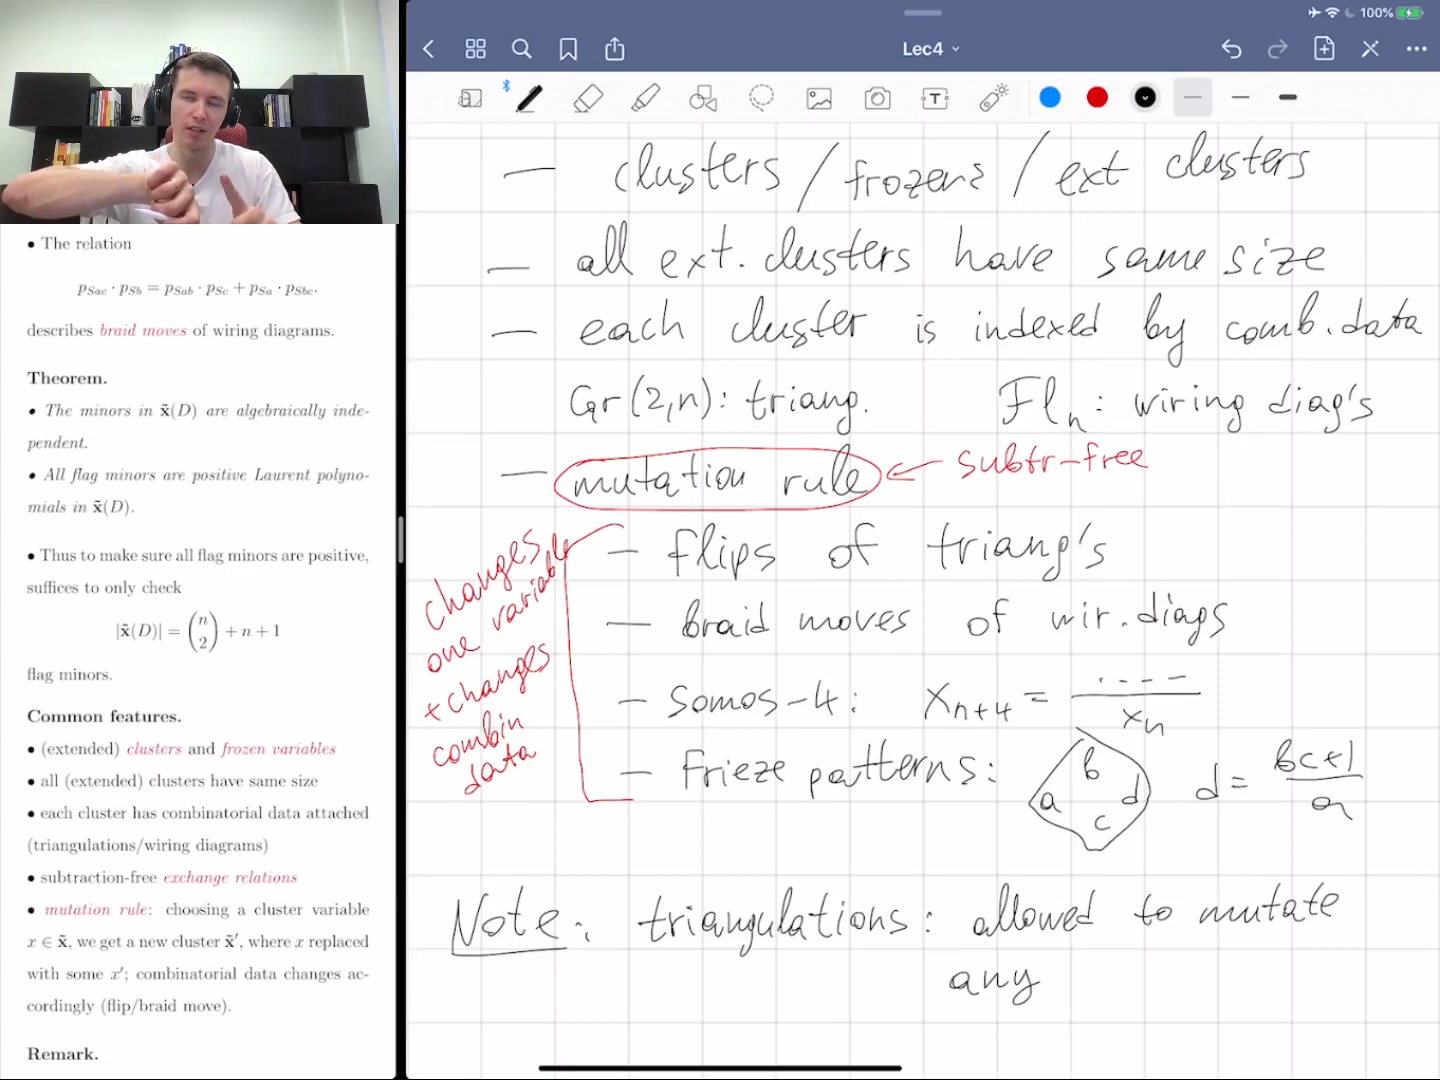 100%
Lec4
• The relation
p_{Sac} · p_{Sb} = p_{Sab} · p_{Sc} + p_{Sa} · p_{Sbc}.
describes braid moves of wiring diagrams.
Theorem.
• The minors in x̃(D) are algebraically inde-
pendent.
• All flag minors are positive Laurent polyno-
mials in x̃(D).
• Thus to make sure all flag minors are positive,
suffices to only check
|x̃(D)| = (n 2) + n + 1
flag minors.
Common features.
• (extended) clusters and frozen variables
• all (extended) clusters have same size
• each cluster has combinatorial data attached
(triangulations/wiring diagrams)
• subtraction-free exchange relations
• mutation rule: choosing a cluster variable
x ∈ x̃, we get a new cluster x̃′, where x replaced
with some x′; combinatorial data changes ac-
cordingly (flip/braid move).
Remark.
— clusters / frozens / ext clusters
— all ext. clusters have same size
— each cluster is indexed by comb. data
Gr(2,n): triang. Fl_n: wiring diag's
— mutation rule ← subtr-free
— flips of triang's
— braid moves of wir. diags
— Somos-4: x_{n+4} = ..../x_n
— Frieze patterns: a b c d d = (bc+1)/a
changes
one variable
+ changes
combin
data
Note: triangulations: allowed to mutate
any